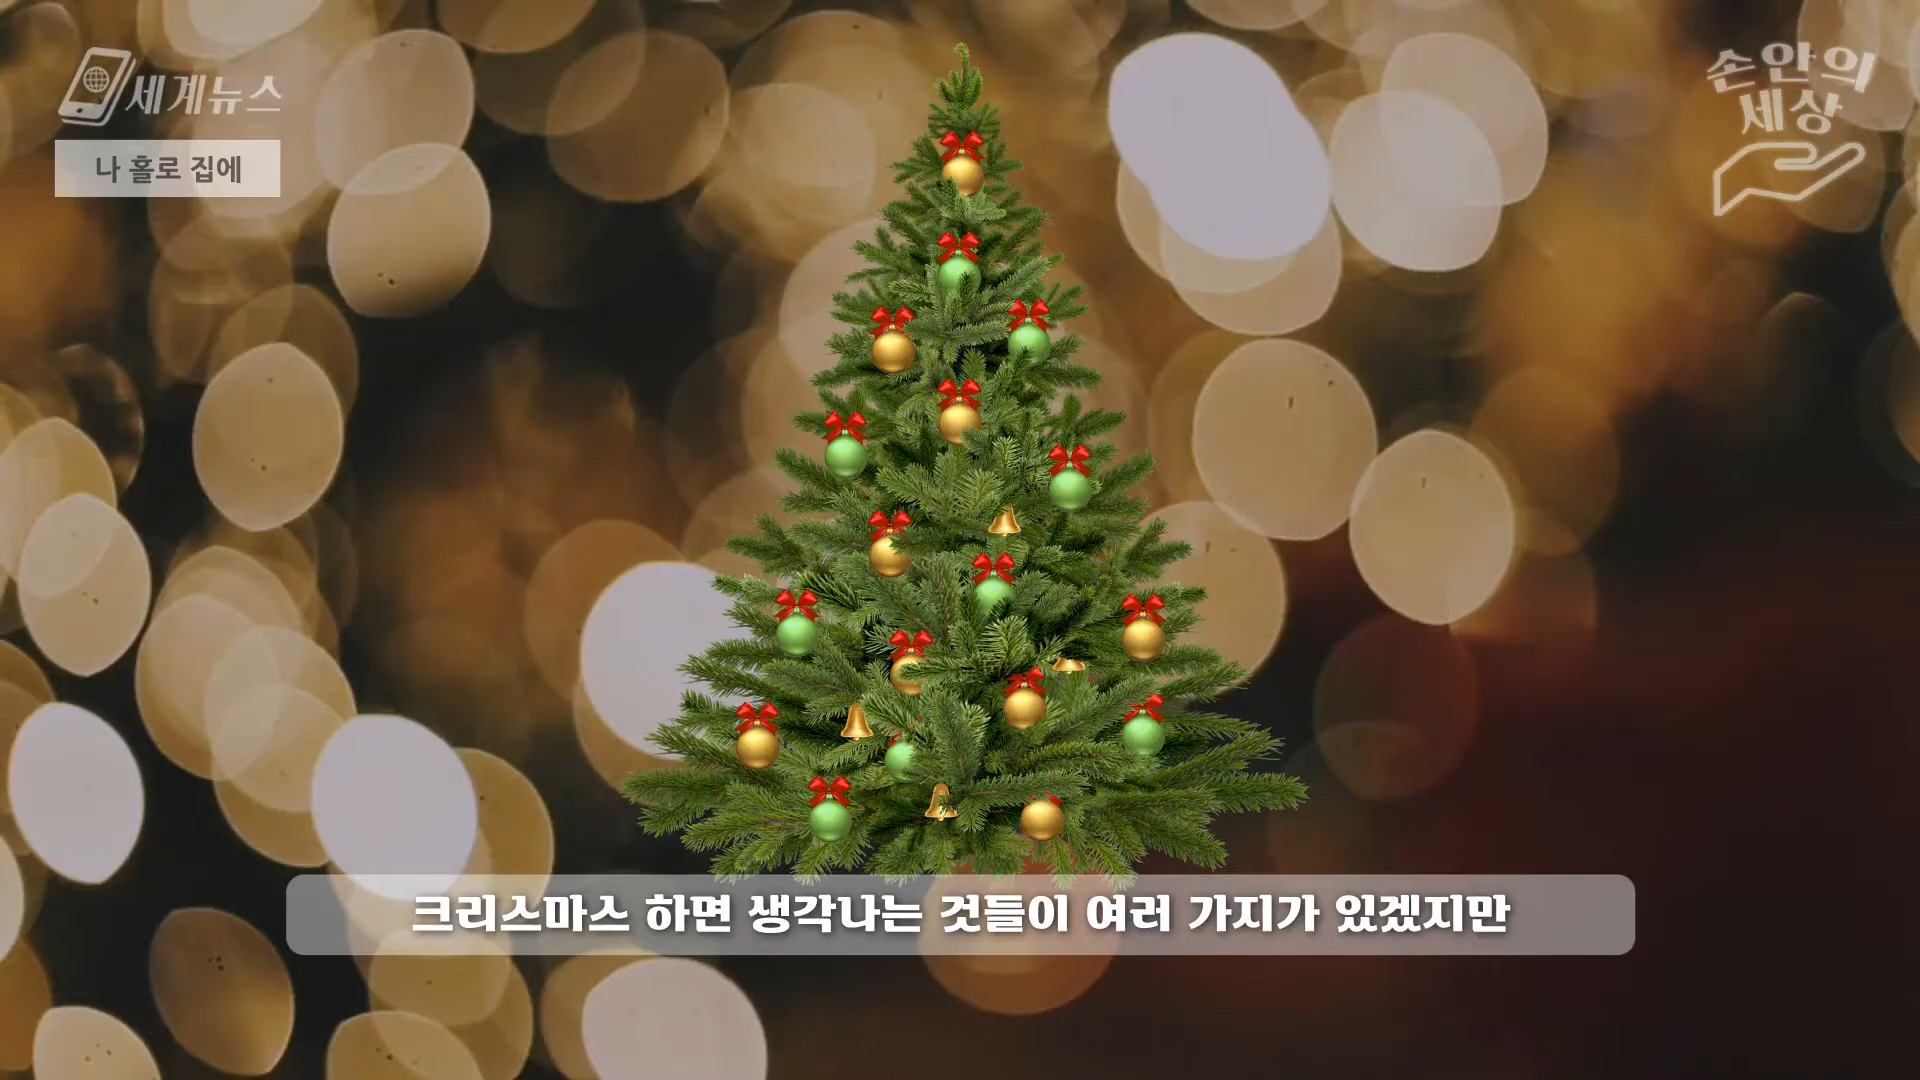 세계뉴스
나 홀로 집에
손안의
세상
크리스마스 하면 생각나는 것들이 여러 가지가 있겠지만